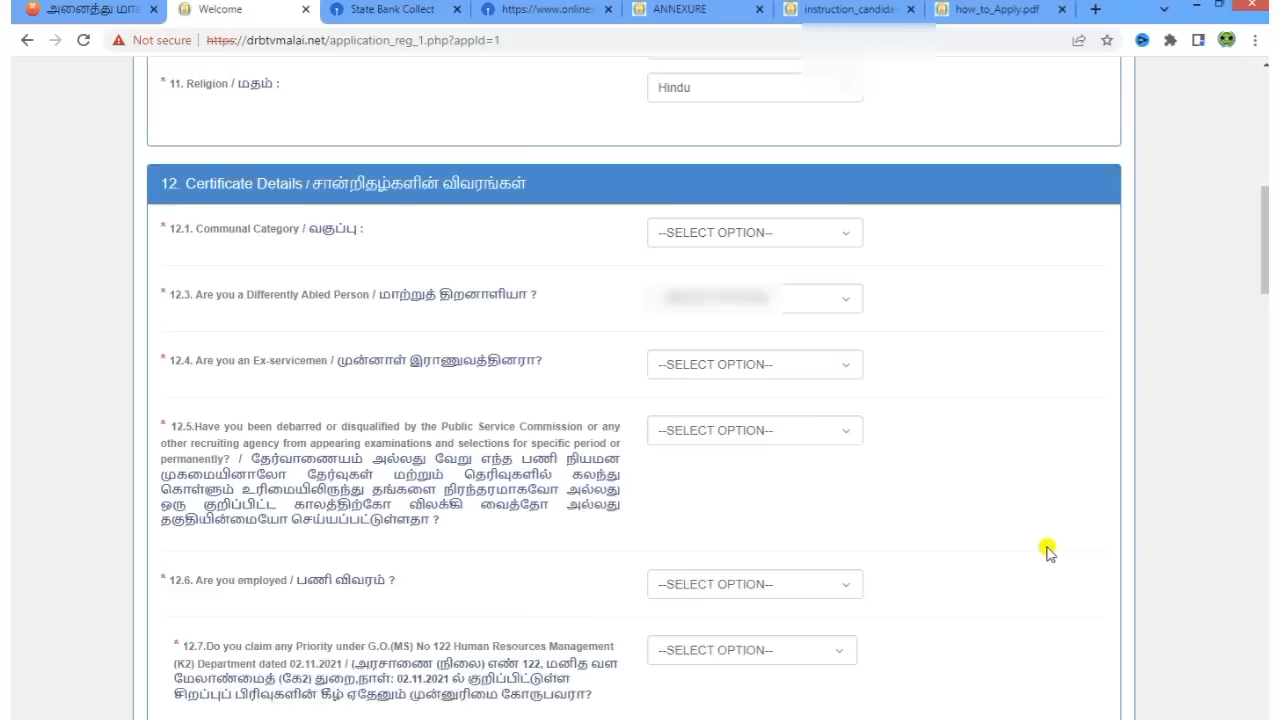 அனைத்து மா
Welcome
State Bank Collect
https://www.onlines
ANNEXURE
instruction_candida
how_to_Apply.pdf
Not secure
https://drbtvmalai.net/application_reg_1.php?appId=1
* 11. Religion / மதம் :
Hindu
12. Certificate Details / சான்றிதழ்களின் விவரங்கள்
* 12.1. Communal Category / வகுப்பு :
--SELECT OPTION--
* 12.3. Are you a Differently Abled Person / மாற்றுத் திறனாளியா ?
* 12.4. Are you an Ex-servicemen / முன்னாள் இராணுவத்தினரா?
--SELECT OPTION--
* 12.5.Have you been debarred or disqualified by the Public Service Commission or any
other recruiting agency from appearing examinations and selections for specific period or
permanently? / தேர்வாணையம் அல்லது வேறு எந்த பணி நியமன
முகமையினாலோ தேர்வுகள் மற்றும் தெரிவுகளில் கலந்து
கொள்ளும் உரிமையிலிருந்து தங்களை நிரந்தரமாகவோ அல்லது
ஒரு குறிப்பிட்ட காலத்திற்கோ விலக்கி வைத்தோ அல்லது
தகுதியின்மையோ செய்யப்பட்டுள்ளதா ?
--SELECT OPTION--
* 12.6. Are you employed / பணி விவரம் ?
--SELECT OPTION--
* 12.7.Do you claim any Priority under G.O.(MS) No 122 Human Resources Management
(K2) Department dated 02.11.2021 / (அரசாணை (நிலை) எண் 122, மனித வள
மேலாண்மைத் (கே2) துறை,நாள்: 02.11.2021 ல் குறிப்பிட்டுள்ள
சிறப்புப் பிரிவுகளின் கீழ் ஏதேனும் முன்னுரிமை கோருபவரா?
--SELECT OPTION--